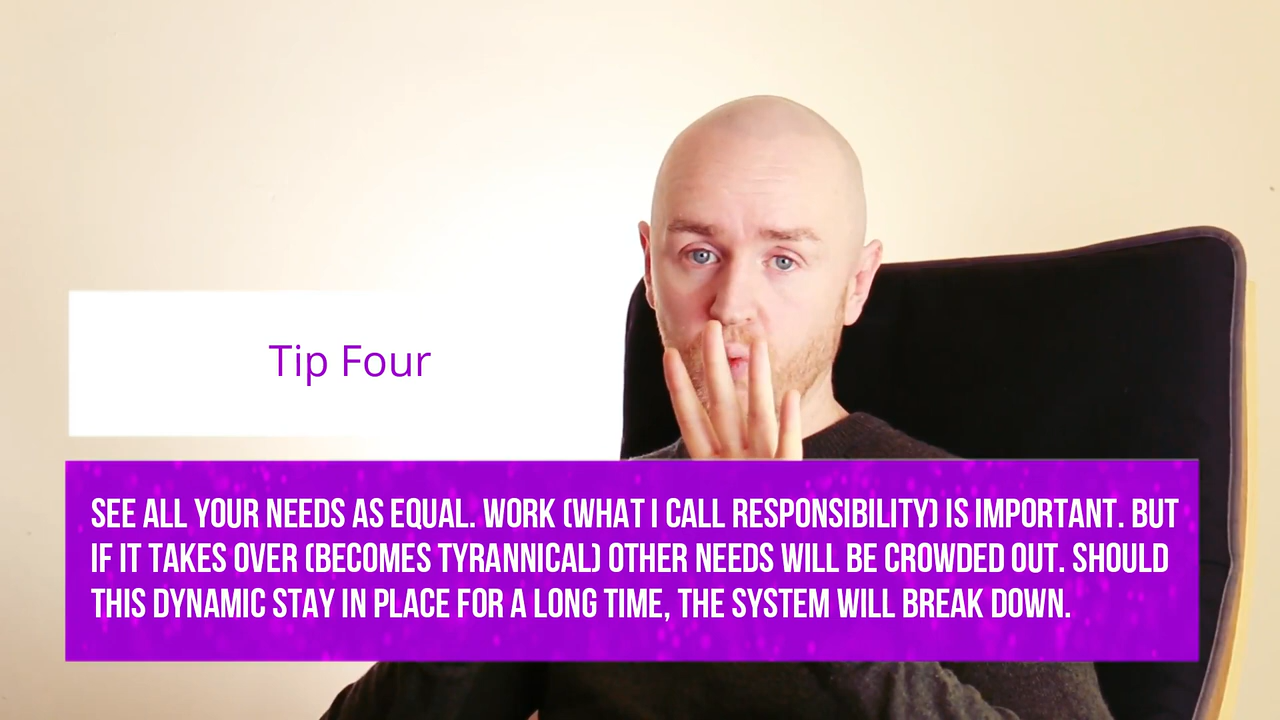 Tip Four
SEE ALL YOUR NEEDS AS EQUAL. WORK (WHAT I CALL RESPONSIBILITY) IS IMPORTANT. BUT
IF IT TAKES OVER (BECOMES TYRANNICAL) OTHER NEEDS WILL BE CROWDED OUT. SHOULD
THIS DYNAMIC STAY IN PLACE FOR A LONG TIME, THE SYSTEM WILL BREAK DOWN.